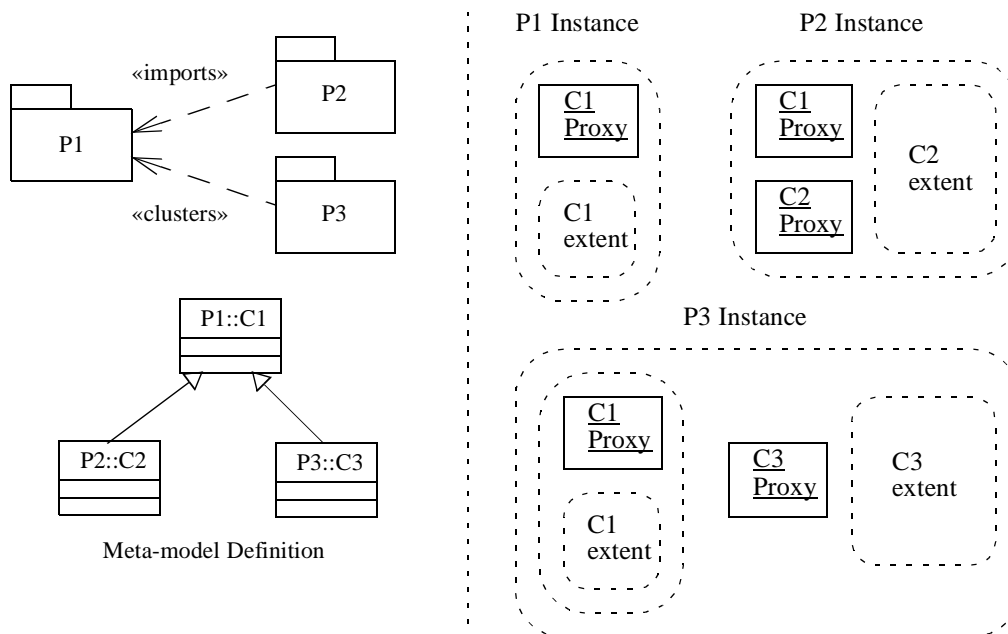 «imports»
P2
P1
«clusters»
P3
P1::C1
P2::C2
P3::C3
Meta-model Definition
P1 Instance
C1
Proxy
C1
extent
P2 Instance
C1
Proxy
C2
Proxy
C2
extent
P3 Instance
C1
Proxy
C1
extent
C3
Proxy
C3
extent